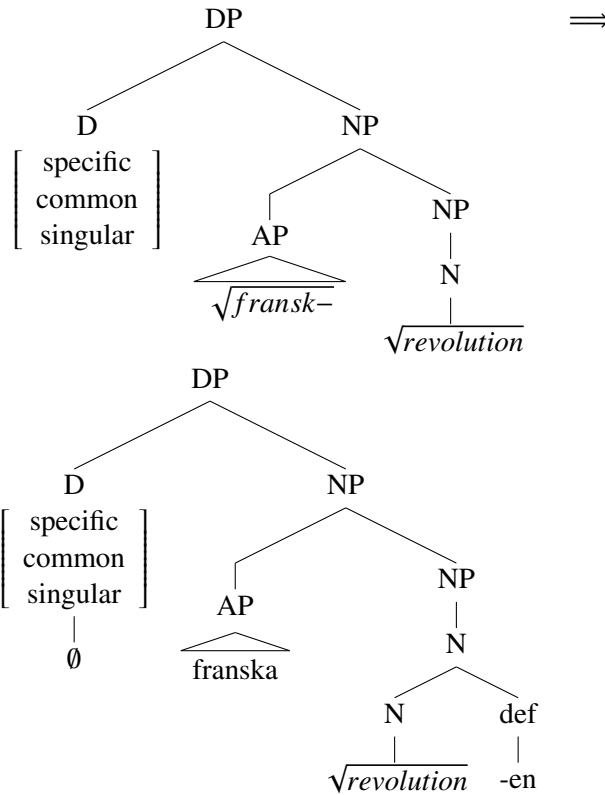 DP ⟹
D NP
specific
common
singular
NP
AP
N
√fransk−
√revolution
DP
D NP
specific
common
singular
NP
AP
N
∅
franska
N def
√revolution -en